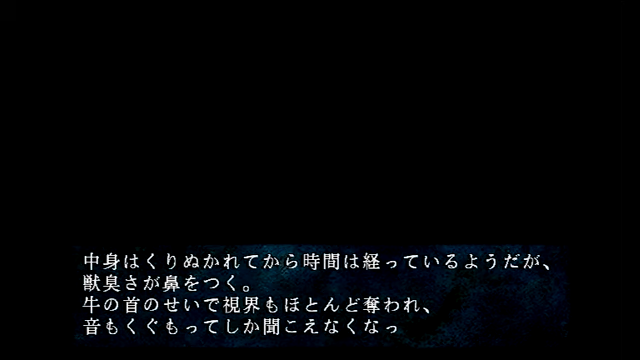 中身はくりぬかれてから時間は経っているようだが、
獣臭さが鼻をつく。
牛の首のせいで視界もほとんど奪われ、
音もくぐもってしか聞こえなくなっ